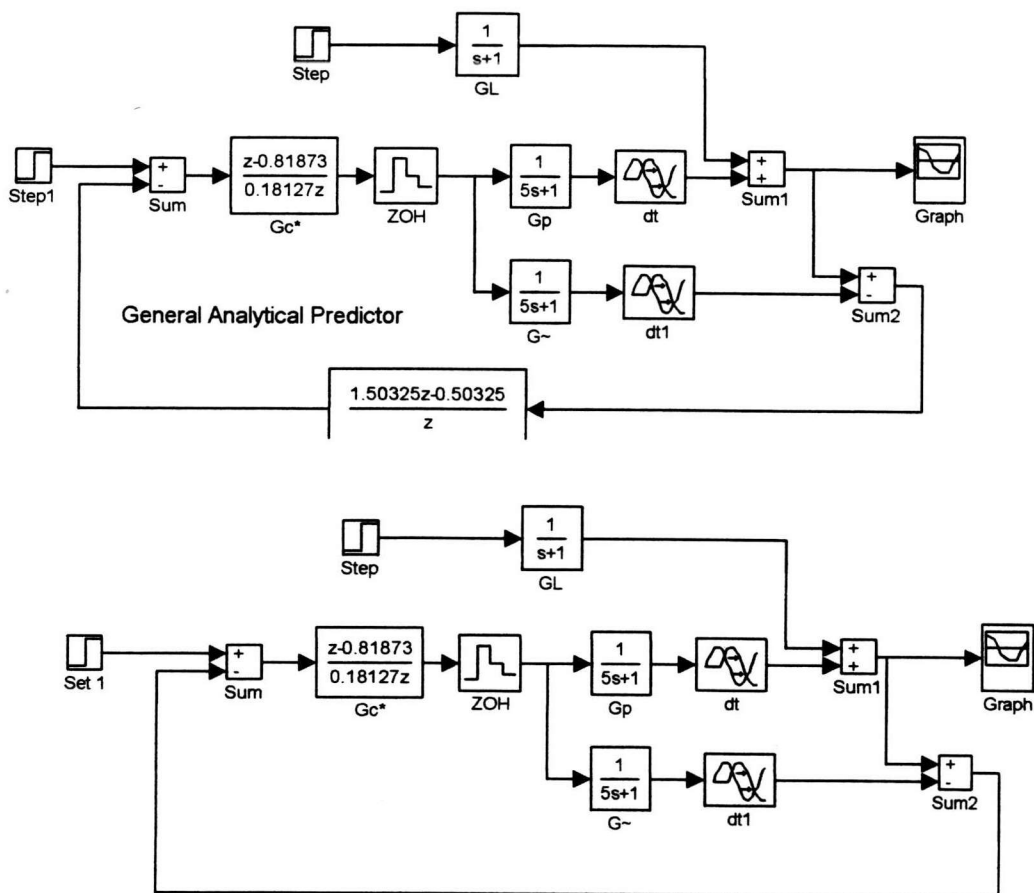 1
s+1
Step
GL
Step1
+
-
Sum
z-0.81873
0.18127z
Gc*
ZOH
1
5s+1
Gp
dt
+
+
Sum1
Graph
1
5s+1
G~
dt1
+
-
Sum2
General Analytical Predictor
1.50325z-0.50325
z
1
s+1
Step
GL
Set 1
+
-
Sum
z-0.81873
0.18127z
Gc*
ZOH
1
5s+1
Gp
dt
+
+
Sum1
Graph
1
5s+1
G~
dt1
+
-
Sum2